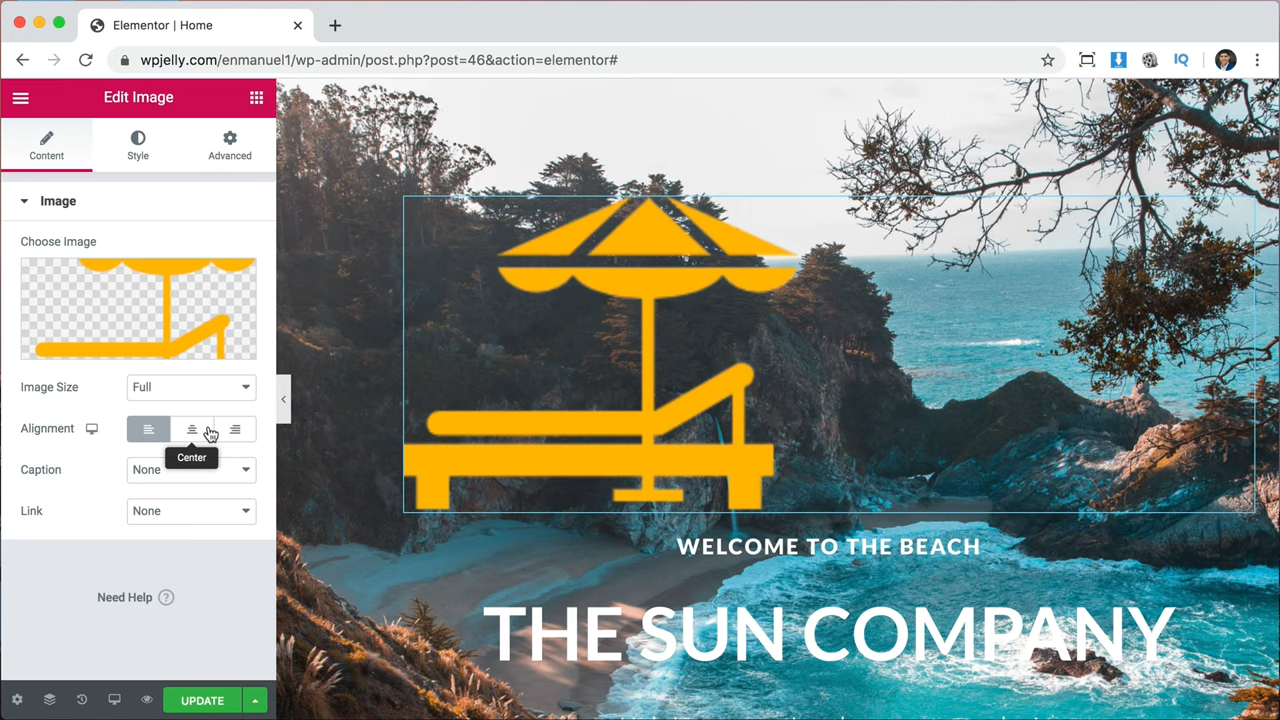 Elementor | Home
wpjelly.com/enmanuel1/wp-admin/post.php?post=46&action=elementor#
IQ
Edit Image
Content
Style
Advanced
Image
Choose Image
Image Size
Full
Alignment
Center
Caption
None
Link
None
Need Help ?
UPDATE
WELCOME TO THE BEACH
THE SUN COMPANY